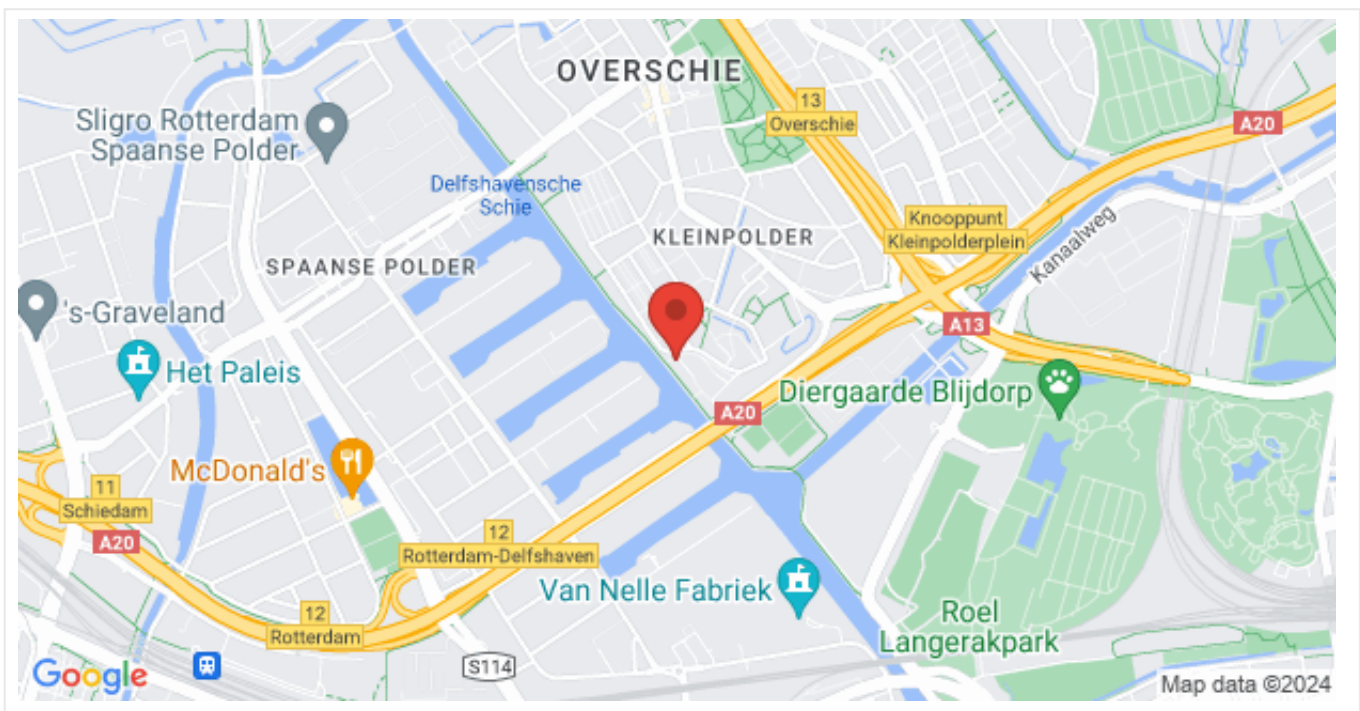 OVERSCHIE
13
Overschie
A20
Sligro Rotterdam
Spaanse Polder
Delfshavensche
Schie
Knooppunt
Kleinpolderplein
Kanaalweg
KLEINPOLDER
SPAANSE POLDER
's-Graveland
A13
Het Paleis
Diergaarde Blijdorp
A20
McDonald's
11
Schiedam
A20
12
Rotterdam-Delfshaven
Van Nelle Fabriek
12
Rotterdam
Roel
Langerakpark
S114
Google
Map data ©2024